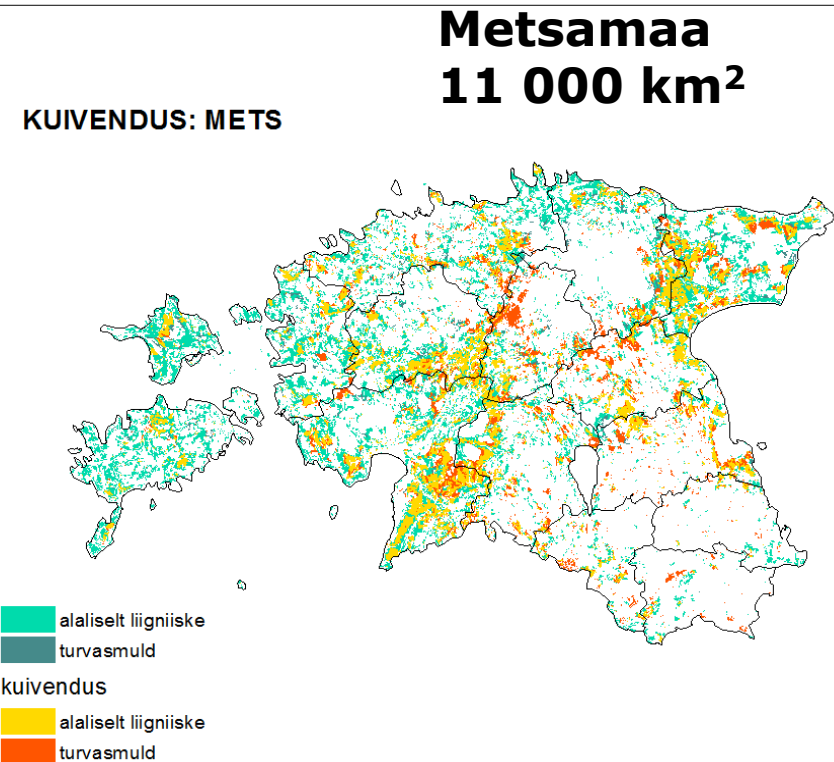 Metsamaa
11 000 km²
KUIVENDUS: METS
alaliselt liigniiske
turvasmuld
kuivendus
alaliselt liigniiske
turvasmuld